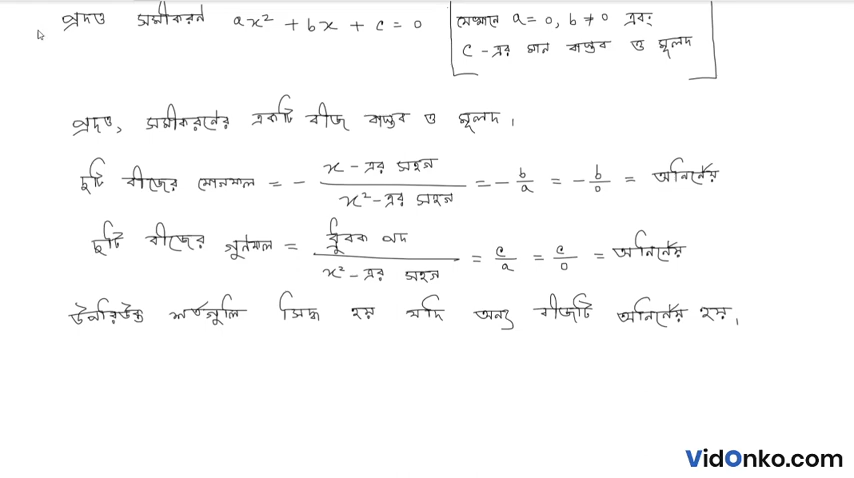 প্রদত্ত সমীকরন ax² + bx + c = 0 [যেখানে a = 0, b ≠ 0 এবং
c - এর মান বাস্তব ও মূলদ]
প্রদত্ত, সমীকরনের একটি বীজ বাস্তব ও মূলদ।
দুটি বীজের যোগফল = - x - এর সহগ / x² - এর সহগ = - b/a = - b/0 = অনির্নেয়
দুটি বীজের গুনফল = ধ্রুবক পদ / x² - এর সহগ = c/a = c/0 = অনির্নেয়
উপরিউক্ত শর্তগুলি সিদ্ধ হয় যদি অন্য বীজটি অনির্নেয় হয়।
VidOnko.com